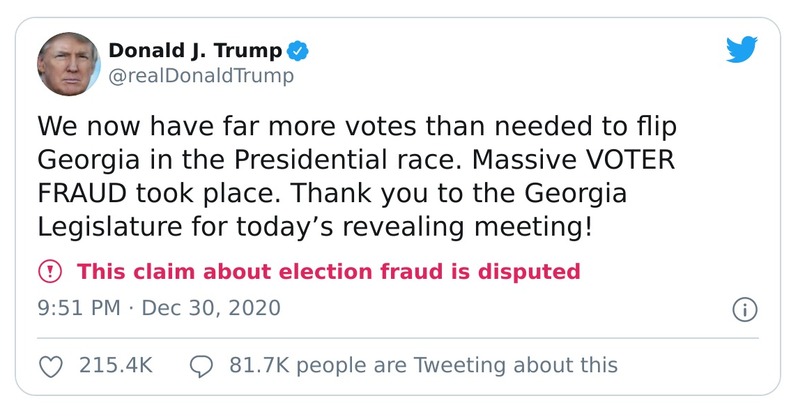 Donald J. Trump
@realDonaldTrump
We now have far more votes than needed to flip
Georgia in the Presidential race. Massive VOTER
FRAUD took place. Thank you to the Georgia
Legislature for today’s revealing meeting!
This claim about election fraud is disputed
9:51 PM · Dec 30, 2020
215.4K 81.7K people are Tweeting about this